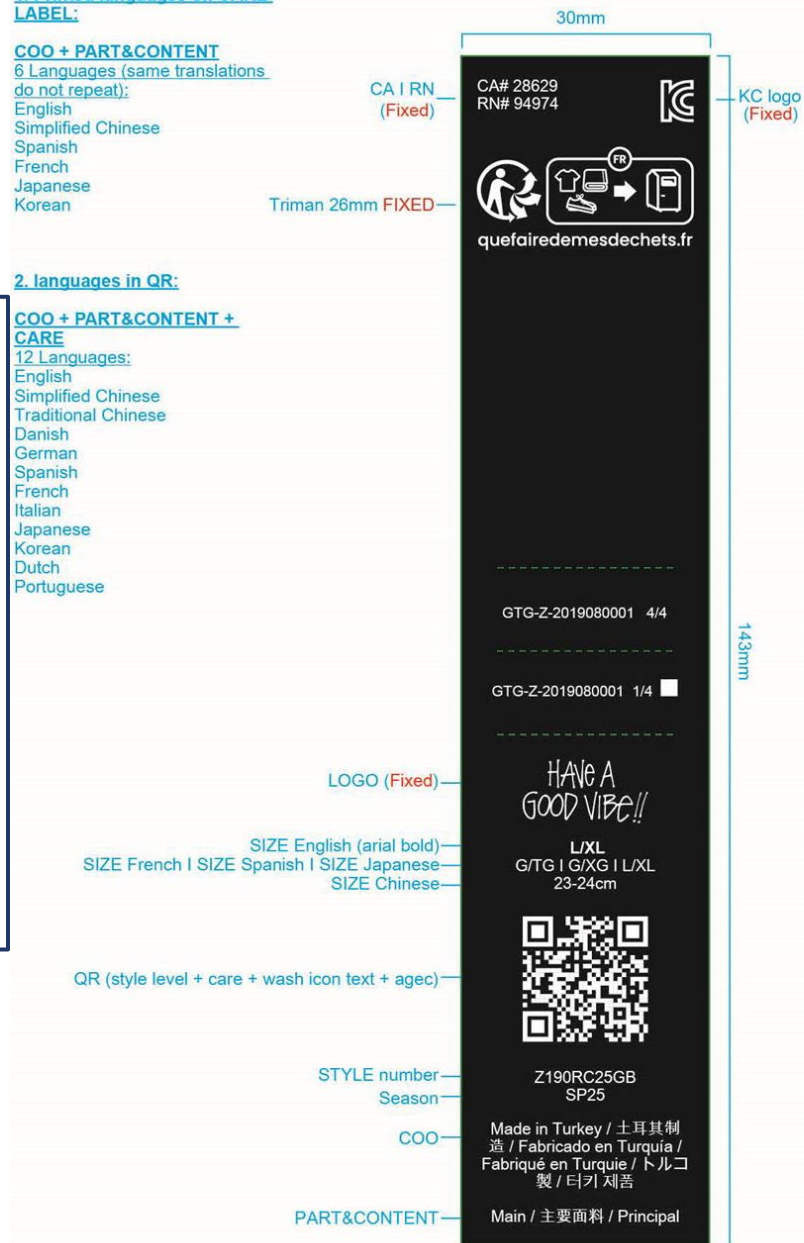 LABEL:
COO + PART&CONTENT
6 Languages (same translations
do not repeat):
English
Simplified Chinese
Spanish
French
Japanese
Korean
2. languages in QR:
COO + PART&CONTENT +
CARE
12 Languages:
English
Simplified Chinese
Traditional Chinese
Danish
German
Spanish
French
Italian
Japanese
Korean
Dutch
Portuguese
30mm
CA I RN
(Fixed)
CA# 28629
RN# 94974
KC logo
(Fixed)
FR
Triman 26mm FIXED
quefairedemesdechets.fr
143mm
GTG-Z-2019080001 4/4
GTG-Z-2019080001 1/4
LOGO (Fixed)
HAVE A
GOOD VIBE!!
SIZE English (arial bold)
L/XL
SIZE French I SIZE Spanish I SIZE Japanese
G/TG I G/XG I L/XL
SIZE Chinese
23-24cm
QR (style level + care + wash icon text + agec)
STYLE number
Z190RC25GB
Season
SP25
COO
Made in Turkey / 土耳其制
造 / Fabricado en Turquía /
Fabriqué en Turquie / トルコ
製 / 터키 제품
PART&CONTENT
Main / 主要面料 / Principal